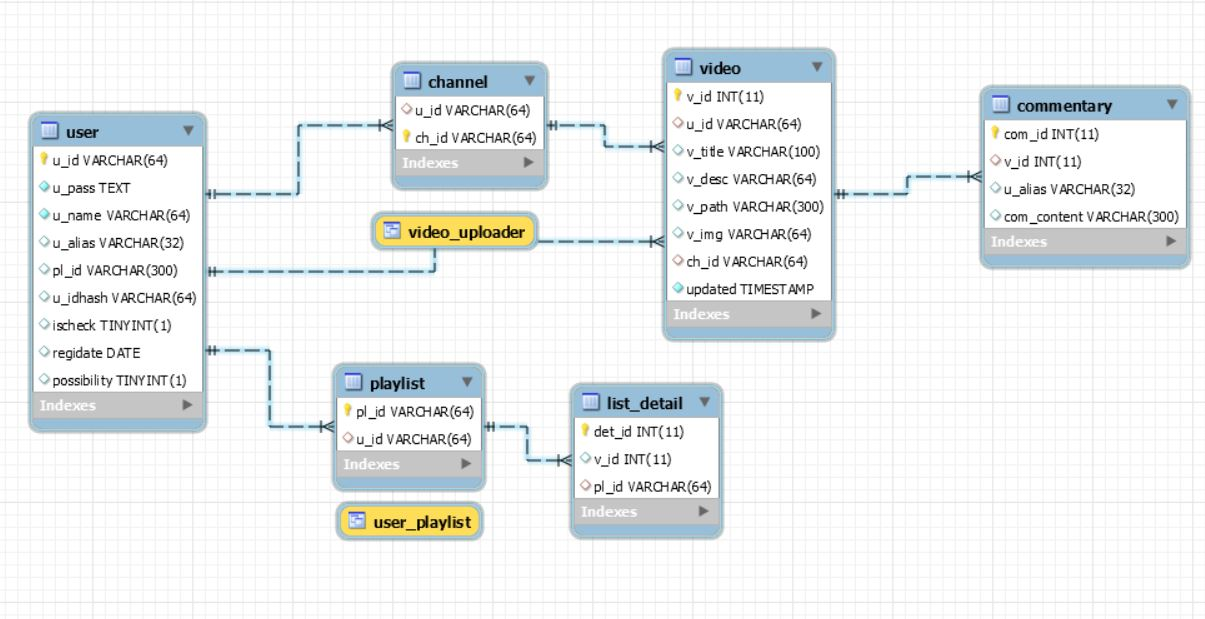 user
u_id VARCHAR(64)
u_pass TEXT
u_name VARCHAR(64)
u_alias VARCHAR(32)
pl_id VARCHAR(300)
u_idhash VARCHAR(64)
ischeck TINYINT(1)
regidate DATE
possibility TINYINT(1)
Indexes
channel
u_id VARCHAR(64)
ch_id VARCHAR(64)
Indexes
video_uploader
playlist
pl_id VARCHAR(64)
u_id VARCHAR(64)
Indexes
user_playlist
list_detail
det_id INT(11)
v_id INT(11)
pl_id VARCHAR(64)
Indexes
video
v_id INT(11)
u_id VARCHAR(64)
v_title VARCHAR(100)
v_desc VARCHAR(64)
v_path VARCHAR(300)
v_img VARCHAR(64)
ch_id VARCHAR(64)
updated TIMESTAMP
Indexes
commentary
com_id INT(11)
v_id INT(11)
u_alias VARCHAR(32)
com_content VARCHAR(300)
Indexes